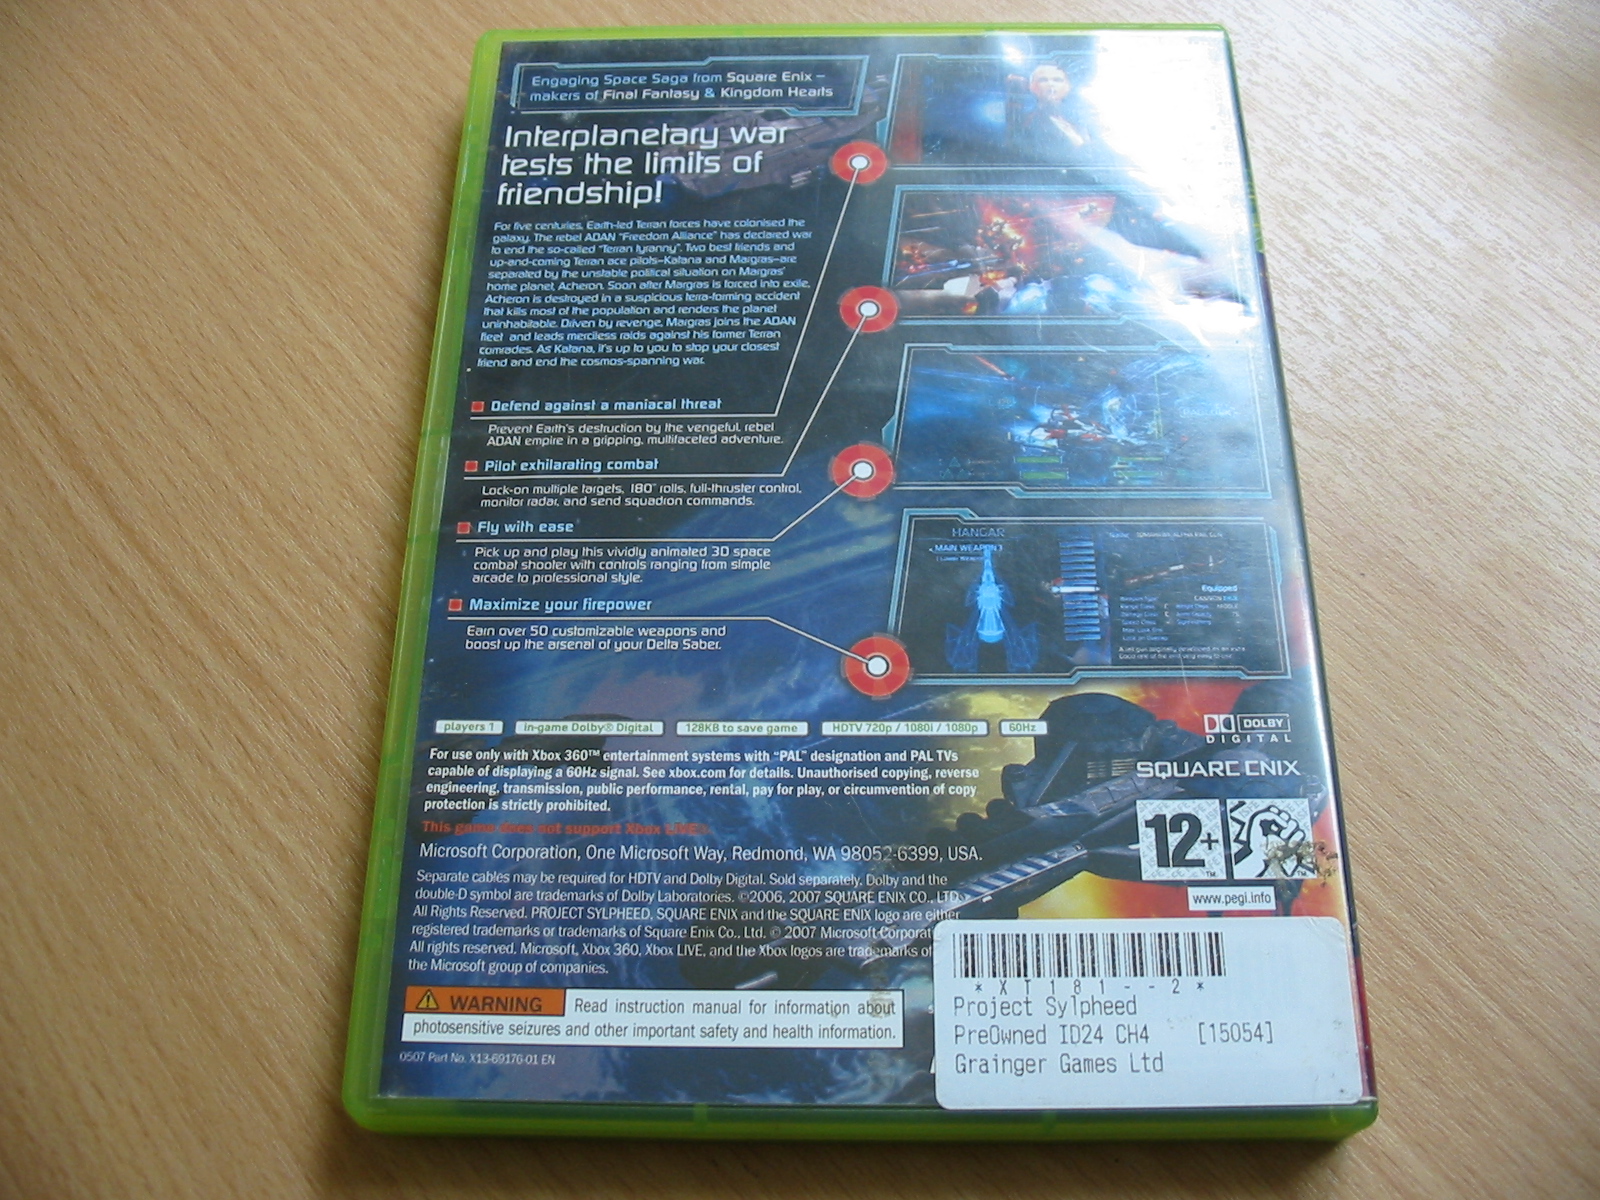 Engaging Space Saga from Square Enix –
makers of Final Fantasy & Kingdom Hearts
Interplanetary war
tests the limits of
friendship!
For five centuries, Earth-led Terran forces have colonised the
galaxy. The rebel ADAN "Freedom Alliance" has declared war
to end the so-called "Terran tyranny". Two best friends and
up-and-coming Terran ace pilots—Katana and Margras—are
separated by the unstable political situation on Margras'
home planet, Acheron. Soon after Margras is forced into exile,
Acheron is destroyed in a suspicious terra-forming accident
that kills most of the population and renders the planet
uninhabitable. Driven by revenge, Margras joins the ADAN
fleet and leads merciless raids against his former Terran
comrades. As Katana, it's up to you to stop your closest
friend and end the cosmos-spanning war.
Defend against a maniacal threat
Prevent Earth's destruction by the vengeful, rebel
ADAN empire in a gripping, multifaceted adventure.
Pilot exhilarating combat
Lock-on multiple targets, 180° rolls, full-thruster control,
monitor radar, and send squadron commands.
Fly with ease
Pick up and play this vividly animated 3D space
combat shooter with controls ranging from simple
arcade to professional style.
Maximize your firepower
Earn over 50 customizable weapons and
boost up the arsenal of your Delta Saber.
HANGAR
MAIN WEAPON 1
Equipped
players 1
in-game Dolby® Digital
128KB to save game
HDTV 720p / 1080i / 1080p
60Hz
DOLBY
DIGITAL
For use only with Xbox 360™ entertainment systems with "PAL" designation and PAL TVs
capable of displaying a 60Hz signal. See xbox.com for details. Unauthorised copying, reverse
engineering, transmission, public performance, rental, pay for play, or circumvention of copy
protection is strictly prohibited.
SQUARE ENIX
This game does not support Xbox LIVE®.
12+
™
™
www.pegi.info
Microsoft Corporation, One Microsoft Way, Redmond, WA 98052-6399, USA.
Separate cables may be required for HDTV and Dolby Digital. Sold separately. Dolby and the
double-D symbol are trademarks of Dolby Laboratories. ©2006, 2007 SQUARE ENIX CO., LTD.
All Rights Reserved. PROJECT SYLPHEED, SQUARE ENIX and the SQUARE ENIX logo are either
registered trademarks or trademarks of Square Enix Co., Ltd. © 2007 Microsoft Corporati
All rights reserved. Microsoft, Xbox 360, Xbox LIVE, and the Xbox logos are trademarks of
the Microsoft group of companies.
WARNING Read instruction manual for information about
photosensitive seizures and other important safety and health information.
0507 Part No. X13-69176-01 EN
* X T 1 8 1 - - 2 *
Project Sylpheed
PreOwned ID24 CH4 [15054]
Grainger Games Ltd